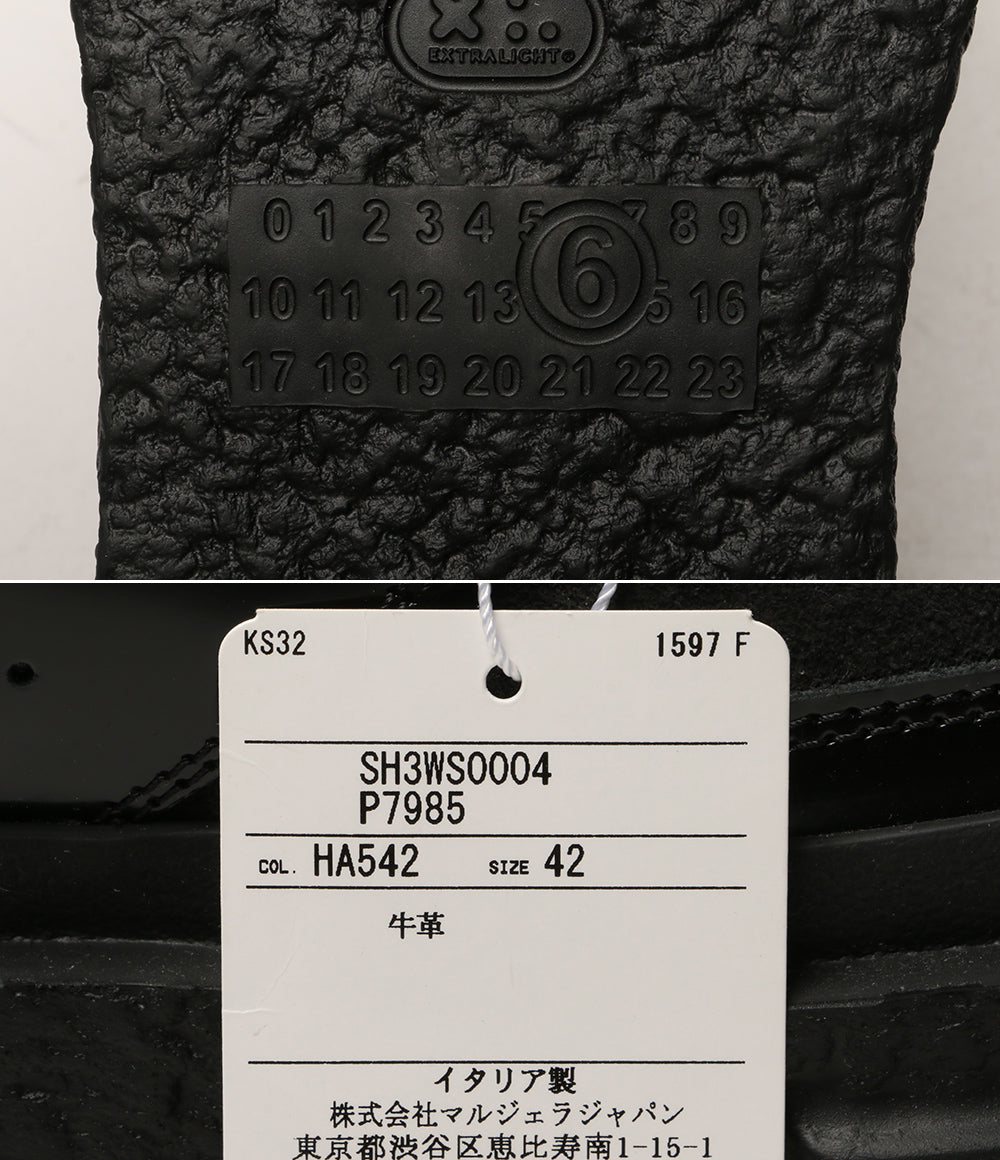 EXTRALIGHT®
0 1 2 3 4 5 6 7 8 9
10 11 12 13 5 16
17 18 19 20 21 22 23
KS32 1597 F
SH3WS0004
P7985
COL. HA542 SIZE 42
牛革
イタリア製
株式会社マルジェラジャパン
東京都渋谷区恵比寿南1-15-1